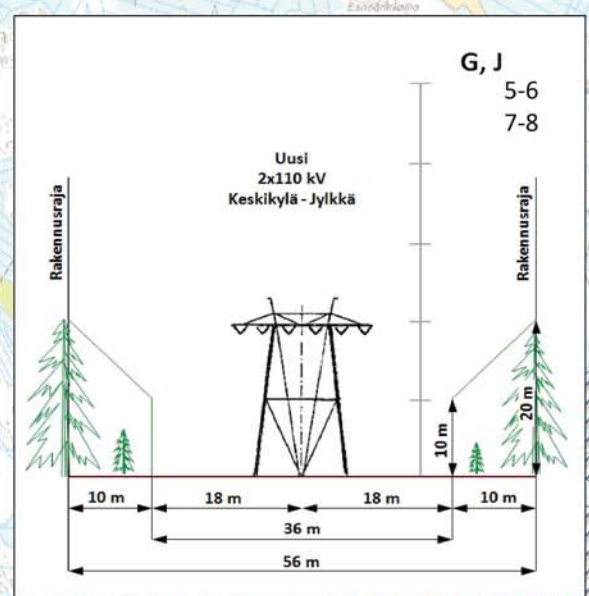 G, J
5-6
7-8
Uusi
2x110 kV
Keskikylä - Jylkkä
Rakennusraja
Rakennusraja
20 m
10 m
10 m
18 m
18 m
10 m
36 m
56 m